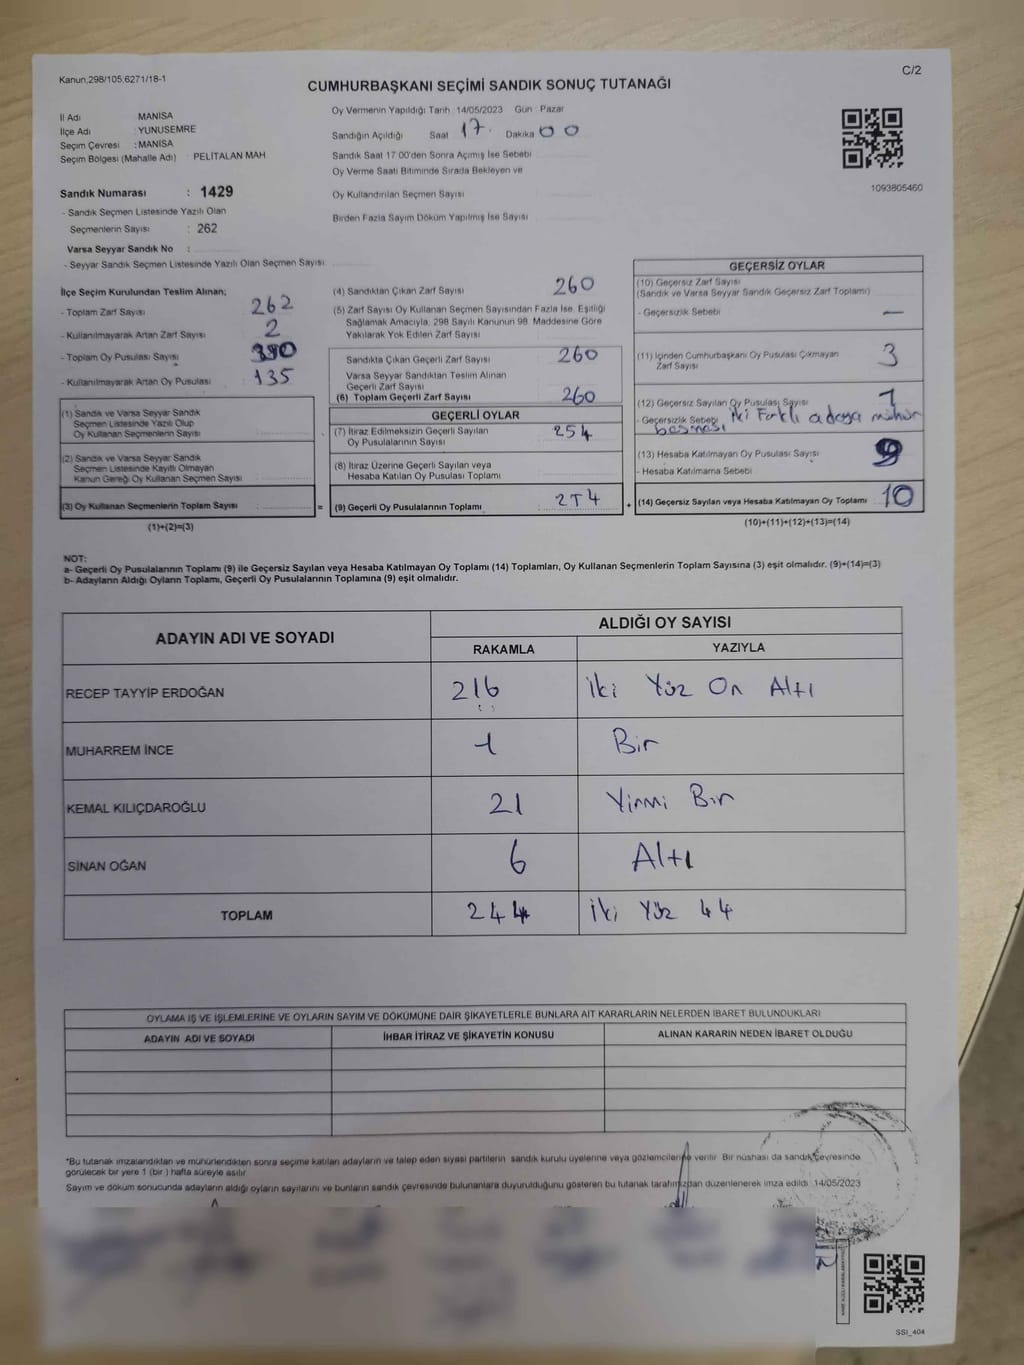 Kanun,298/105,6271/18-1
C/2
CUMHURBAŞKANI SEÇİMİ SANDIK SONUÇ TUTANAĞI
İl Adı MANİSA
İlçe Adı : YUNUSEMRE
Seçim Çevresi : MANİSA
Seçim Bölgesi (Mahalle Adı) : PELİTALAN MAH
Sandık Numarası : 1429
- Sandık Seçmen Listesinde Yazılı Olan
Seçmenlerin Sayısı : 262
Varsa Seyyar Sandık No :
- Seyyar Sandık Seçmen Listesinde Yazılı Olan Seçmen Sayısı
Oy Vermenin Yapıldığı Tarih 14/05/2023 Gün : Pazar
Sandığın Açıldığı Saat 17. Dakika 00
Sandık Saat 17:00'den Sonra Açımış İse Sebebi
Oy Verme Saati Bitiminde Sırada Bekleyen ve
Oy Kullandırılan Seçmen Sayısı
Birden Fazla Sayım Döküm Yapılmış İse Sayısı
1093805460
İlçe Seçim Kurulundan Teslim Alınan;
- Toplam Zarf Sayısı 262
- Kullanılmayarak Artan Zarf Sayısı 2
- Toplam Oy Pusulası Sayısı 390
- Kullanılmayarak Artan Oy Pusulası 135
(1) Sandık ve Varsa Seyyar Sandık
Seçmen Listesinde Yazılı Olup
Oy Kullanan Seçmenlerin Sayısı
(2) Sandık ve Varsa Seyyar Sandık
Seçmen Listesinde Kayıtlı Olmayan
Kanun Gereği Oy Kullanan Seçmen Sayısı
(3) Oy Kullanan Seçmenlerin Toplam Sayısı =
(1)+(2)=(3)
(4) Sandıktan Çıkan Zarf Sayısı 260
(5) Zarf Sayısı Oy Kullanan Seçmen Sayısından Fazla İse, Eşitliği
Sağlamak Amacıyla; 298 Sayılı Kanunun 98. Maddesine Göre
Yakılarak Yok Edilen Zarf Sayısı
Sandıkta Çıkan Geçerli Zarf Sayısı 260
Varsa Seyyar Sandıktan Teslim Alınan
Geçerli Zarf Sayısı
(6) Toplam Geçerli Zarf Sayısı 260
GEÇERLİ OYLAR
(7) İtiraz Edilmeksizin Geçerli Sayılan
Oy Pusulalarının Sayısı 254
(8) İtiraz Üzerine Geçerli Sayılan veya
Hesaba Katılan Oy Pusulası Toplamı
(9) Geçerli Oy Pusulalarının Toplamı 254 +
GEÇERSİZ OYLAR
(10) Geçersiz Zarf Sayısı
(Sandık ve Varsa Seyyar Sandık Geçersiz Zarf Toplamı)
- Geçersizlik Sebebi —
(11) İçinden Cumhurbaşkanı Oy Pusulası Çıkmayan
Zarf Sayısı 3
(12) Geçersiz Sayılan Oy Pusulası Sayısı 1
- Geçersizlik Sebebi iki Farklı adaya mühür
basması
(13) Hesaba Katılmayan Oy Pusulası Sayısı
- Hesaba Katılmama Sebebi
(14) Geçersiz Sayılan veya Hesaba Katılmayan Oy Toplamı 10
(10)+(11)+(12)+(13)=(14)
NOT:
a- Geçerli Oy Pusulalarının Toplamı (9) ile Geçersiz Sayılan veya Hesaba Katılmayan Oy Toplamı (14) Toplamları, Oy Kullanan Seçmenlerin Toplam Sayısına (3) eşit olmalıdır. (9)+(14)=(3)
b- Adayların Aldığı Oyların Toplamı, Geçerli Oy Pusulalarının Toplamına (9) eşit olmalıdır.
ADAYIN ADI VE SOYADI ALDIĞI OY SAYISI
RAKAMLA YAZIYLA
RECEP TAYYİP ERDOĞAN 216 iki Yüz On Altı
MUHARREM İNCE 1 Bir
KEMAL KILIÇDAROĞLU 21 Yirmi Bir
SİNAN OĞAN 6 Altı
TOPLAM 244 iki Yüz 44
OYLAMA İŞ VE İŞLEMLERİNE VE OYLARIN SAYIM VE DÖKÜMÜNE DAİR ŞİKAYETLERLE BUNLARA AİT KARARLARIN NELERDEN İBARET BULUNDUKLARI
ADAYIN ADI VE SOYADI İHBAR İTİRAZ VE ŞİKAYETİN KONUSU ALINAN KARARIN NEDEN İBARET OLDUĞU
*Bu tutanak imzalandıktan ve mühürlendikten sonra seçime katılan adayların ve talep eden siyasi partilerin sandık kurulu üyelerine veya gözlemcilerine verilir. Bir nüshası da sandık çevresinde
görülecek bir yere 1 (bir ) hafta süreyle asılır.
Sayım ve döküm sonucunda adayların aldığı oyların sayılarını ve bunların sandık çevresinde bulunanlara duyurulduğunu gösteren bu tutanak tarafımızdan düzenlenerek imza edildi. 14/05/2023
SSI_404